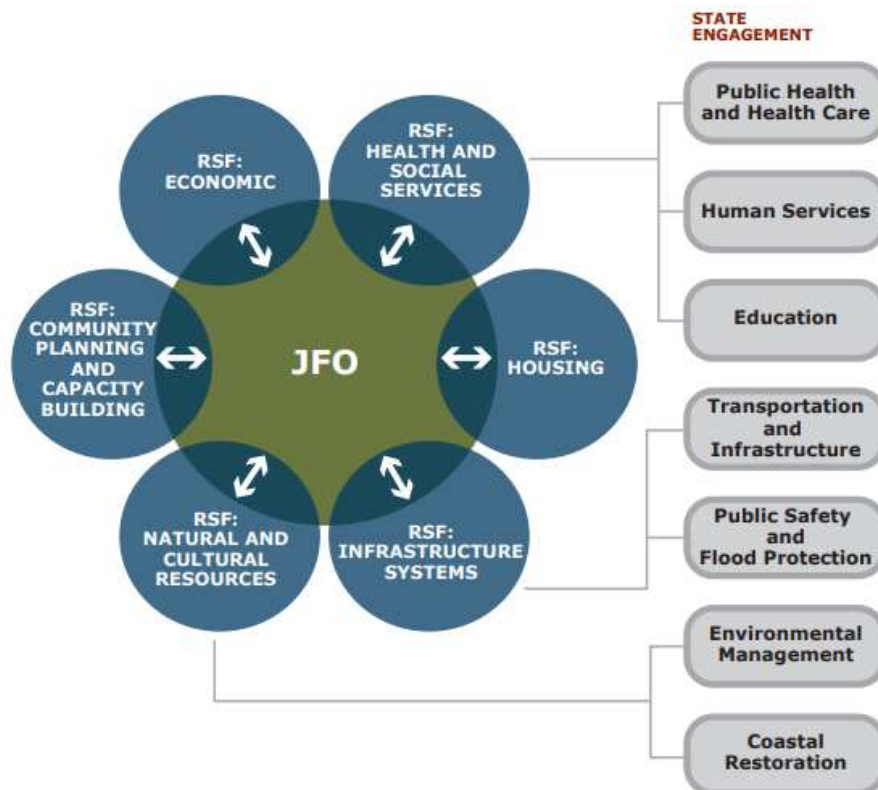 STATE
ENGAGEMENT
Public Health
and Health Care
RSF:
HEALTH AND
SOCIAL
SERVICES
RSF:
ECONOMIC
Human Services
RSF:
COMMUNITY
PLANNING
AND
CAPACITY
BUILDING
JFO
RSF:
HOUSING
Education
Transportation
and
Infrastructure
RSF:
NATURAL AND
CULTURAL
RESOURCES
RSF:
INFRASTRUCTURE
SYSTEMS
Public Safety
and
Flood Protection
Environmental
Management
Coastal
Restoration